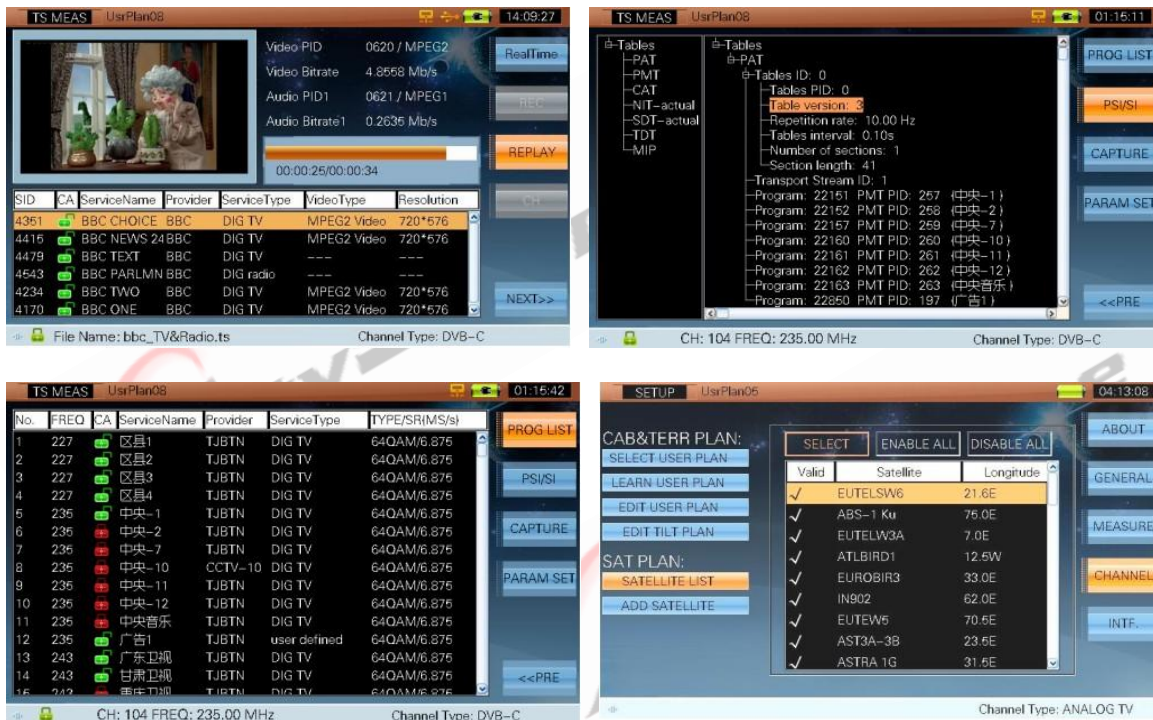 TS MEAS UsrPlan08 14:09:27
Video PID 0620 / MPEG2
Video Bitrate 4.8558 Mb/s
Audio PID1 0621 / MPEG1
Audio Bitrate1 0.2635 Mb/s
00:00:25/00:00:34
RealTime
REC
REPLAY
CH
NEXT>>
SID CA ServiceName Provider ServiceType VideoType Resolution
4351 BBC CHOICE BBC DIG TV MPEG2 Video 720*576
4415 BBC NEWS 24 BBC DIG TV MPEG2 Video 720*576
4479 BBC TEXT BBC DIG TV --- ---
4543 BBC PARLMN BBC DIG radio --- ---
4234 BBC TWO BBC DIG TV MPEG2 Video 720*576
4170 BBC ONE BBC DIG TV MPEG2 Video 720*576
File Name: bbc_TV&Radio.ts Channel Type: DVB-C
TS MEAS UsrPlan08 01:15:11
Tables
PAT
PMT
CAT
NIT-actual
SDT-actual
TDT
MIP
Tables
PAT
Tables ID: 0
Tables PID: 0
Table version: 3
Repetition rate: 10.00 Hz
Tables interval: 0.10s
Number of sections: 1
Section length: 41
Transport Stream ID: 1
Program: 22151 PMT PID: 257 {中央-1}
Program: 22152 PMT PID: 258 {中央-2}
Program: 22157 PMT PID: 259 {中央-7}
Program: 22160 PMT PID: 260 {中央-10}
Program: 22161 PMT PID: 261 {中央-11}
Program: 22162 PMT PID: 262 {中央-12}
Program: 22163 PMT PID: 263 {中央音乐}
Program: 22850 PMT PID: 197 {广告1}
PROG LIST
PSI/SI
CAPTURE
PARAM SET
<<PRE
CH: 104 FREQ: 235.00 MHz Channel Type: DVB-C
TS MEAS UsrPlan08 01:15:42
No. FREQ CA ServiceName Provider ServiceType TYPE/SR(MS/s)
1 227 区县1 TJBTN DIG TV 64QAM/6.875
2 227 区县2 TJBTN DIG TV 64QAM/6.875
3 227 区县3 TJBTN DIG TV 64QAM/6.875
4 227 区县4 TJBTN DIG TV 64QAM/6.875
5 235 中央-1 TJBTN DIG TV 64QAM/6.875
6 235 中央-2 TJBTN DIG TV 64QAM/6.875
7 235 中央-7 TJBTN DIG TV 64QAM/6.875
8 235 中央-10 CCTV-10 DIG TV 64QAM/6.875
9 235 中央-11 TJBTN DIG TV 64QAM/6.875
10 235 中央-12 TJBTN DIG TV 64QAM/6.875
11 235 中央音乐 TJBTN DIG TV 64QAM/6.875
12 235 广告1 TJBTN user defined 64QAM/6.875
13 243 广东卫视 TJBTN DIG TV 64QAM/6.875
14 243 甘肃卫视 TJBTN DIG TV 64QAM/6.875
15 243 重庆卫视 TJBTN DIG TV 64QAM/6.875
PROG LIST
PSI/SI
CAPTURE
PARAM SET
<<PRE
CH: 104 FREQ: 235.00 MHz Channel Type: DVB-C
SETUP UsrPlan05 04:13:08
CAB&TERR PLAN:
SELECT USER PLAN
LEARN USER PLAN
EDIT USER PLAN
EDIT TILT PLAN
SAT PLAN:
SATELLITE LIST
ADD SATELLITE
SELECT ENABLE ALL DISABLE ALL
Valid Satellite Longitude
EUTELSW6 21.6E
ABS-1 Ku 75.0E
EUTELW3A 7.0E
ATLBIRD1 12.5W
EUROBIR3 33.0E
IN902 62.0E
EUTEW5 70.5E
AST3A-3B 23.5E
ASTRA 1G 31.5E
ABOUT
GENERAL
MEASURE
CHANNEL
INTF.
Channel Type: ANALOG TV